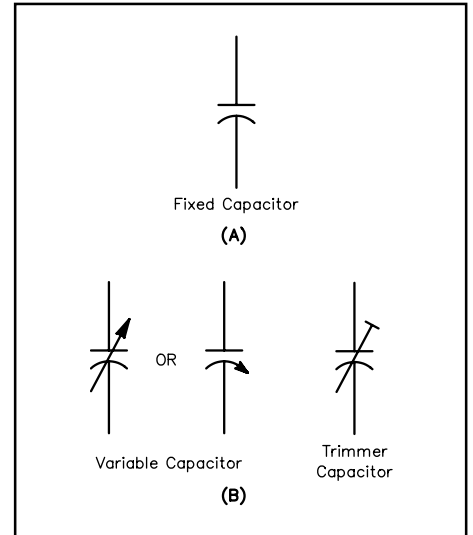 Fixed Capacitor
(A)
OR
Variable Capacitor
Trimmer
Capacitor
(B)